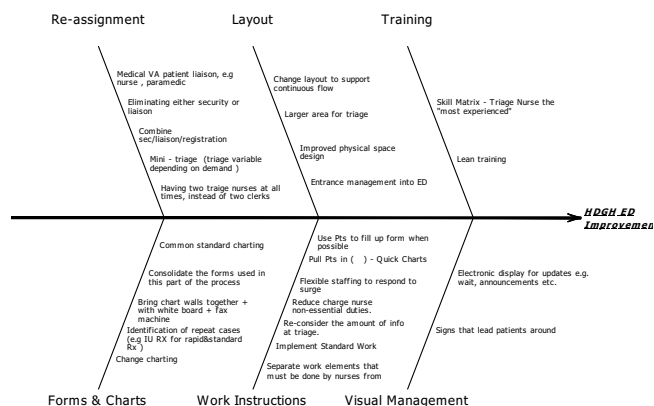 Re-assignment
Layout
Training
Medical VA patient liaison, e.g
nurse , paramedic
Eliminating either security or
liaison
Combine
sec/liaison/registration
Mini - triage (triage variable
depending on demand )
Having two traige nurses at all
times, instead of two clerks
Change layout to support
continuous flow
Larger area for triage
Improved physical space
design
Entrance management into ED
Skill Matrix - Triage Nurse the
"most experienced"
Lean training
HDGH ED
Improvement
Common standard charting
Consolidate the forms used in
this part of the process
Bring chart walls together +
with white board + fax
machine
Identification of repeat cases
(e.g IU RX for rapid&standard
Rx )
Change charting
Use Pts to fill up form when
possible
Pull Pts in ( ) - Quick Charts
Flexible staffing to respond to
surge
Reduce charge nurse
non-essential duties.
Re-consider the amount of info
at triage.
Implement Standard Work
Separate work elements that
must be done by nurses from
Electronic display for updates e.g.
wait, announcements etc.
Signs that lead patients around
Forms & Charts
Work Instructions
Visual Management